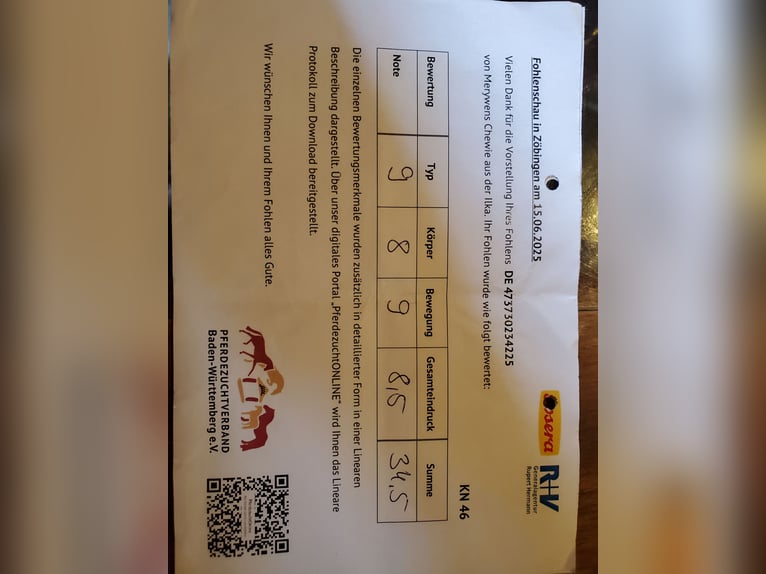 Josera
R+V
Generalagentur
Rupert Hermann
Fohlenschau in Zöbingen am 15.06.2025
Vielen Dank für die Vorstellung Ihres Fohlens DE 473730234225
von Merywens Chewie aus der Ilka. Ihr Fohlen wurde wie folgt bewertet:
KN 46
Bewertung Typ Körper Bewegung Gesamteindruck Summe
Note 9 8 9 8,5 34,5
Die einzelnen Bewertungsmerkmale wurden zusätzlich in detaillierter Form in einer Linearen
Beschreibung dargestellt. Über unser digitales Portal „PferdezuchtONLINE" wird Ihnen das Lineare
Protokoll zum Download bereitgestellt.
Wir wünschen Ihnen und Ihrem Fohlen alles Gute.
PFERDEZUCHTVERBAND
Baden-Württemberg e.V.